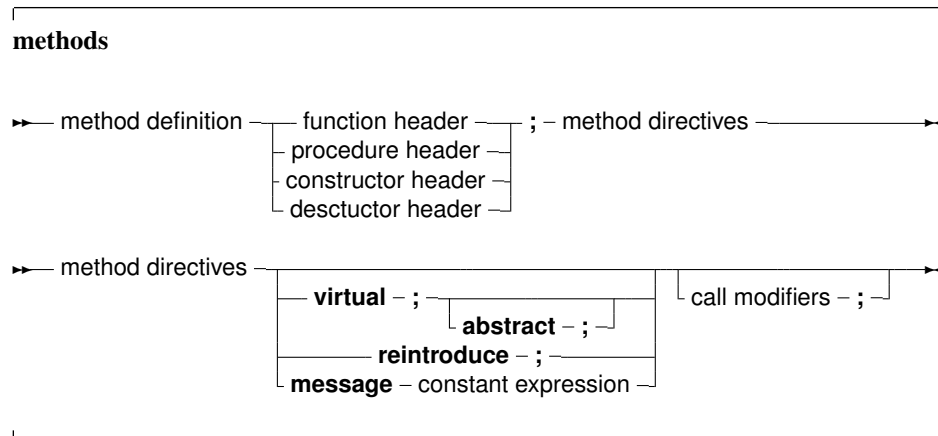 methods
method definition function header ; method directives
procedure header
constructor header
desctuctor header
method directives
virtual ; call modifiers ;
abstract ;
reintroduce ;
message constant expression